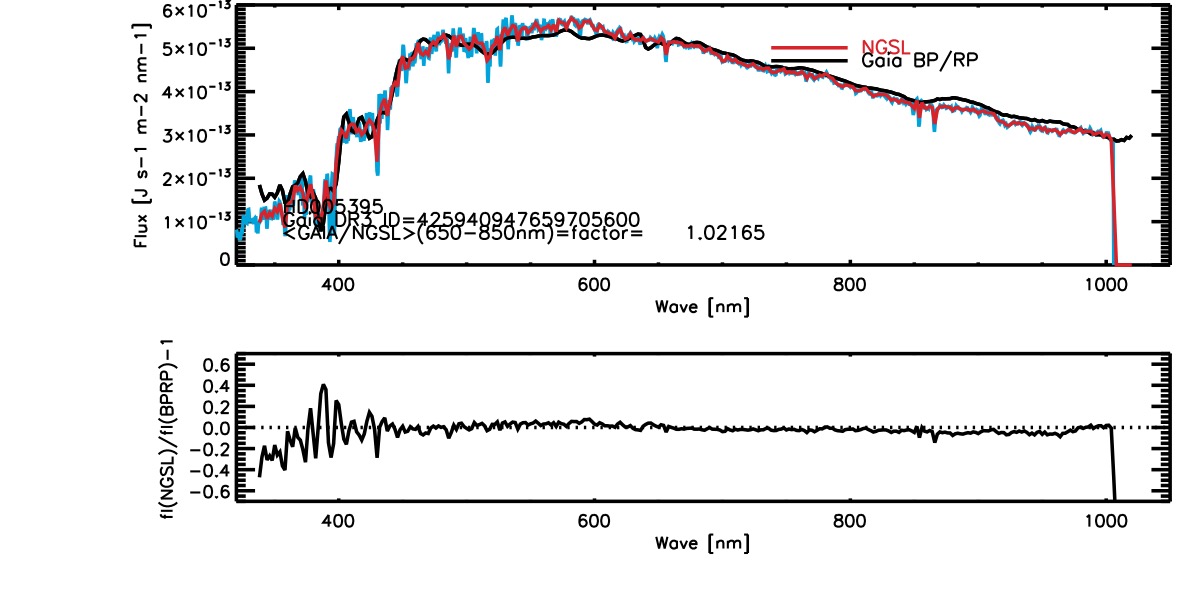 6×10−13
5×10−13
4×10−13
3×10−13
2×10−13
1×10−13
0
Flux [J s−1 m−2 nm−1]
NGSL
Gaia BP/RP
HD005395
Gaia DR3 ID=425940947659705600
<GAIA/NGSL>(650−850nm)=factor= 1.02165
400 600 800 1000
Wave [nm]
0.6
0.4
0.2
0.0
−0.2
−0.4
−0.6
fl(NGSL)/fl(BPRP)−1
400 600 800 1000
Wave [nm]